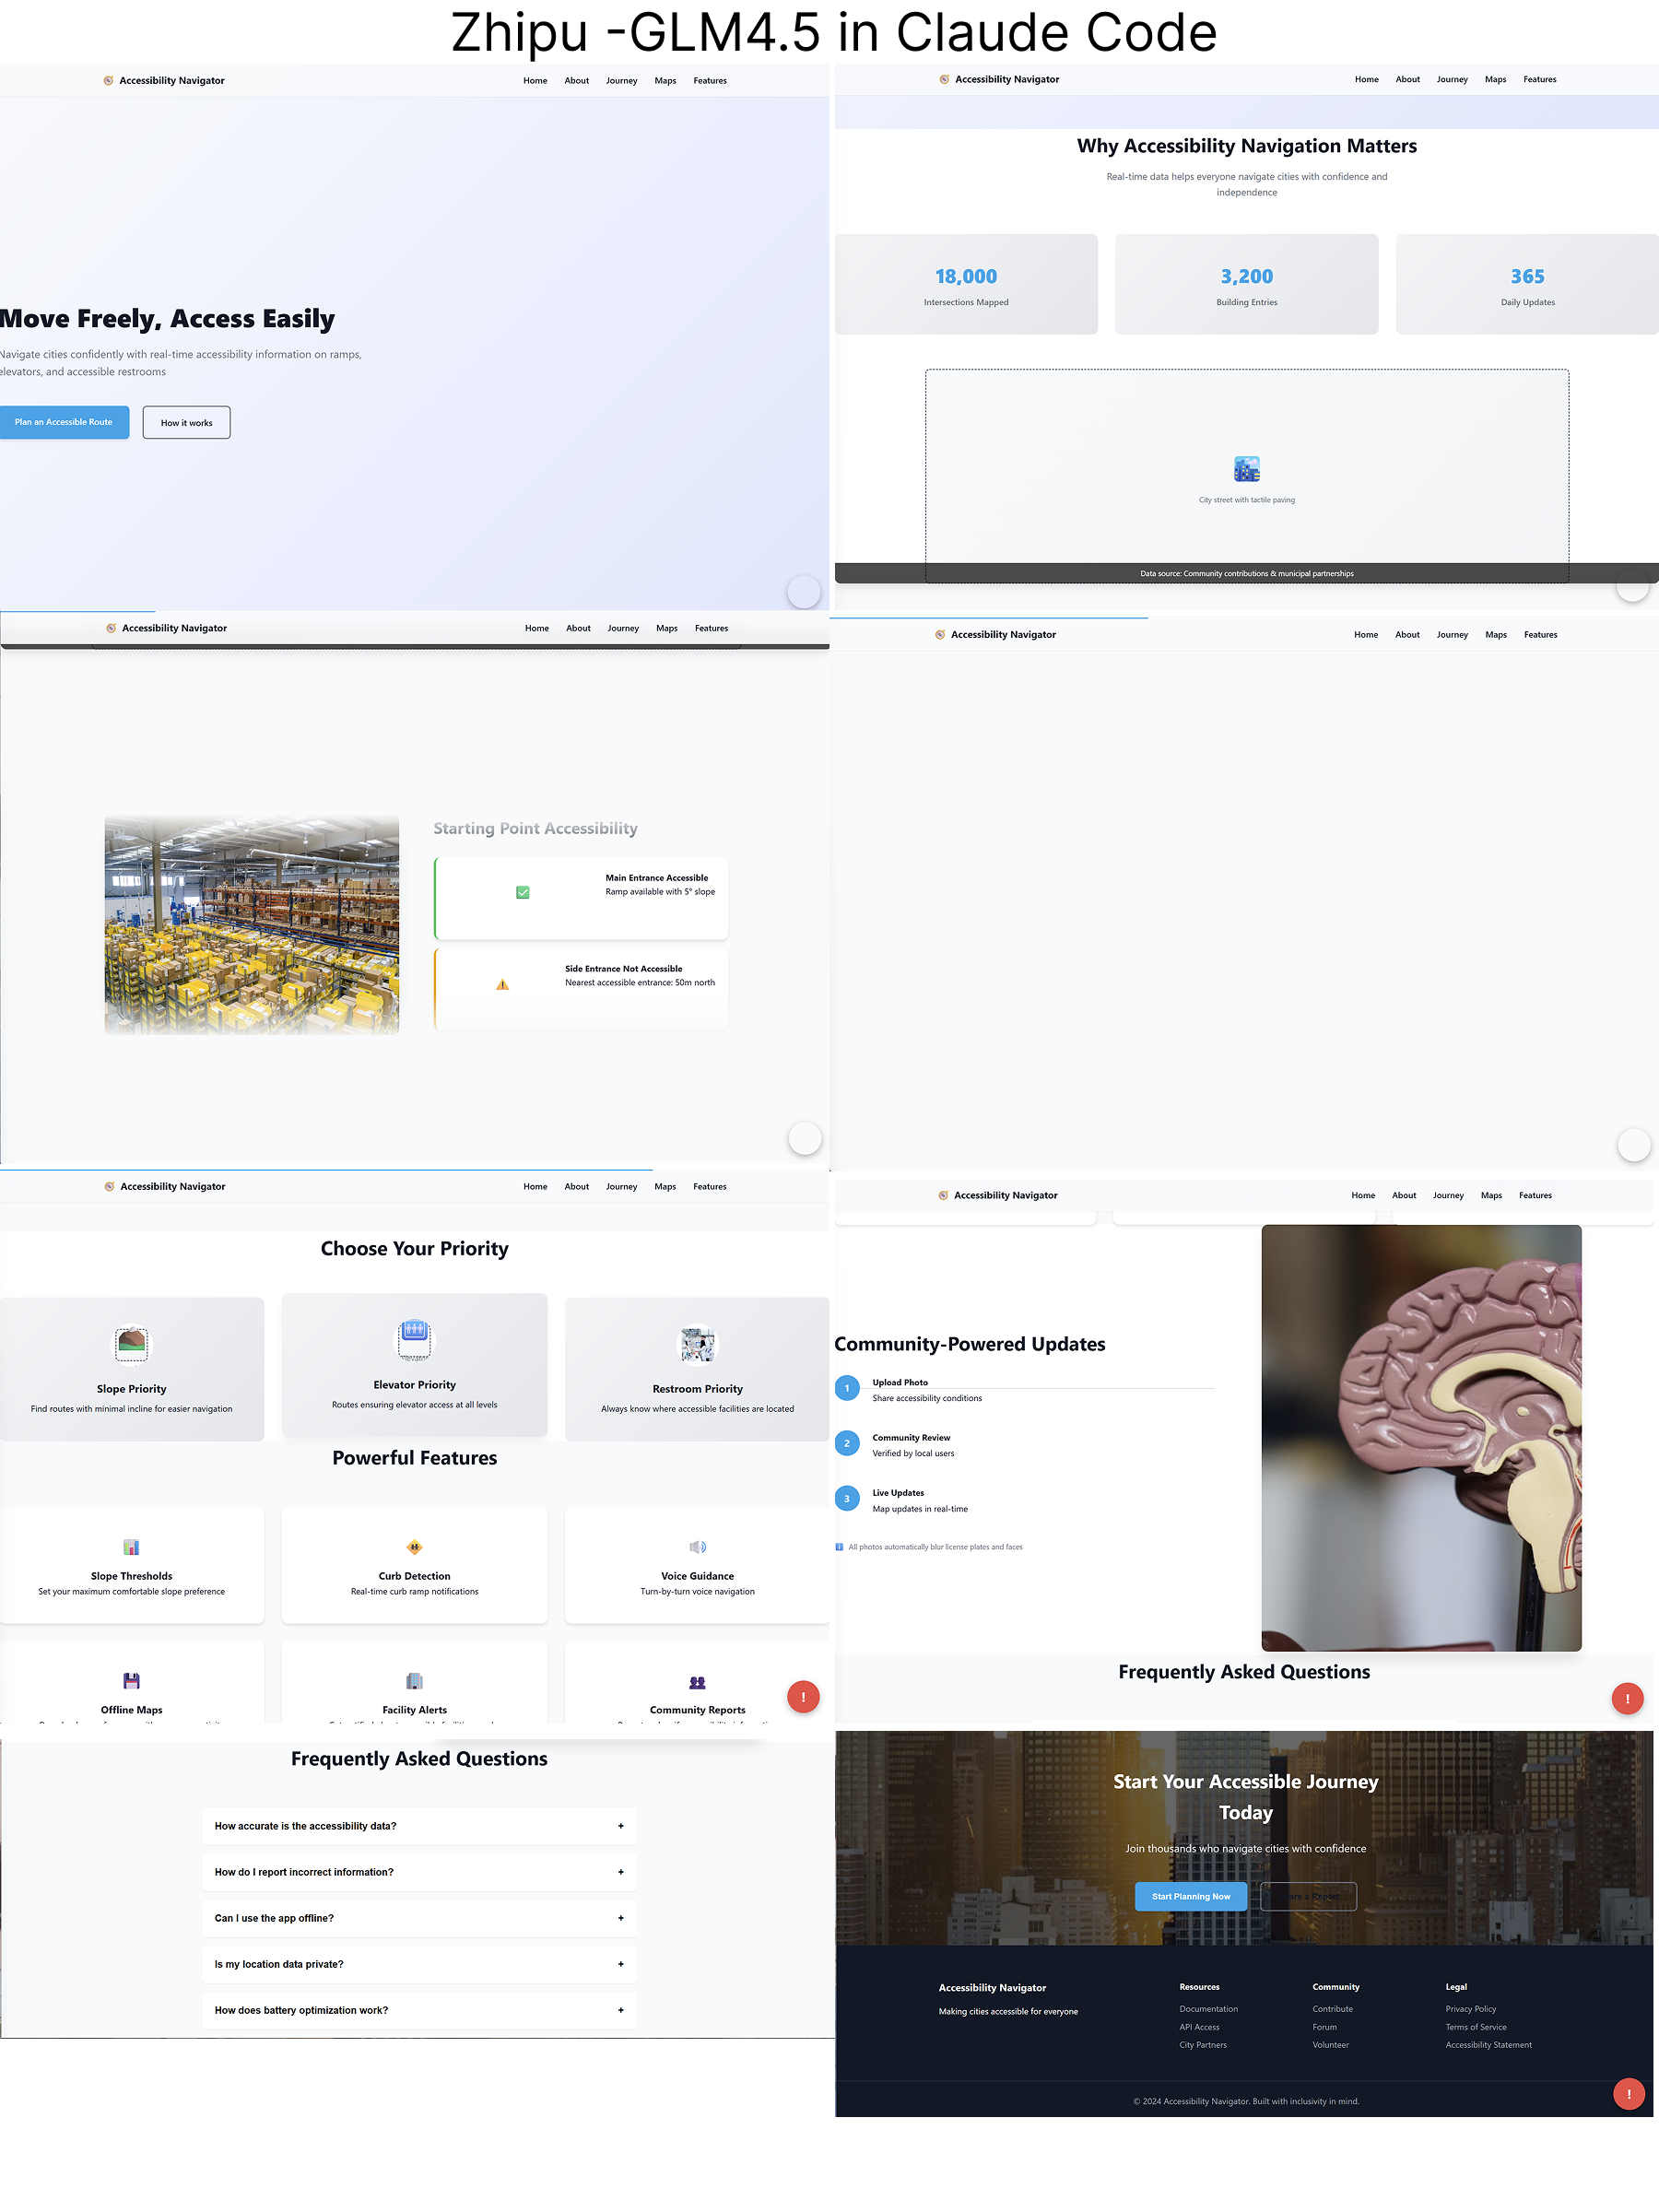 Zhipu -GLM4.5 in Claude Code
Accessibility Navigator
Home About Journey Maps Features
Move Freely, Access Easily
Navigate cities confidently with real-time accessibility information on ramps,
elevators, and accessible restrooms
Plan an Accessible Route
How it works
Accessibility Navigator
Home About Journey Maps Features
Why Accessibility Navigation Matters
Real-time data helps everyone navigate cities with confidence and
independence
18,000
Intersections Mapped
3,200
Building Entries
365
Daily Updates
City street with tactile paving
Data source: Community contributions & municipal partnerships
Accessibility Navigator
Home About Journey Maps Features
Starting Point Accessibility
Main Entrance Accessible
Ramp available with 5° slope
Side Entrance Not Accessible
Nearest accessible entrance: 50m north
Accessibility Navigator
Home About Journey Maps Features
Accessibility Navigator
Home About Journey Maps Features
Choose Your Priority
Slope Priority
Find routes with minimal incline for easier navigation
Elevator Priority
Routes ensuring elevator access at all levels
Restroom Priority
Always know where accessible facilities are located
Powerful Features
Slope Thresholds
Set your maximum comfortable slope preference
Curb Detection
Real-time curb ramp notifications
Voice Guidance
Turn-by-turn voice navigation
Offline Maps
Facility Alerts
Community Reports
!
Accessibility Navigator
Home About Journey Maps Features
Community-Powered Updates
1
Upload Photo
Share accessibility conditions
2
Community Review
Verified by local users
3
Live Updates
Map updates in real-time
All photos automatically blur license plates and faces
Frequently Asked Questions
!
Frequently Asked Questions
How accurate is the accessibility data? +
How do I report incorrect information? +
Can I use the app offline? +
Is my location data private? +
How does battery optimization work? +
Start Your Accessible Journey
Today
Join thousands who navigate cities with confidence
Start Planning Now
a Report
Accessibility Navigator
Making cities accessible for everyone
Resources
Documentation
API Access
City Partners
Community
Contribute
Forum
Volunteer
Legal
Privacy Policy
Terms of Service
Accessibility Statement
© 2024 Accessibility Navigator. Built with inclusivity in mind.
!